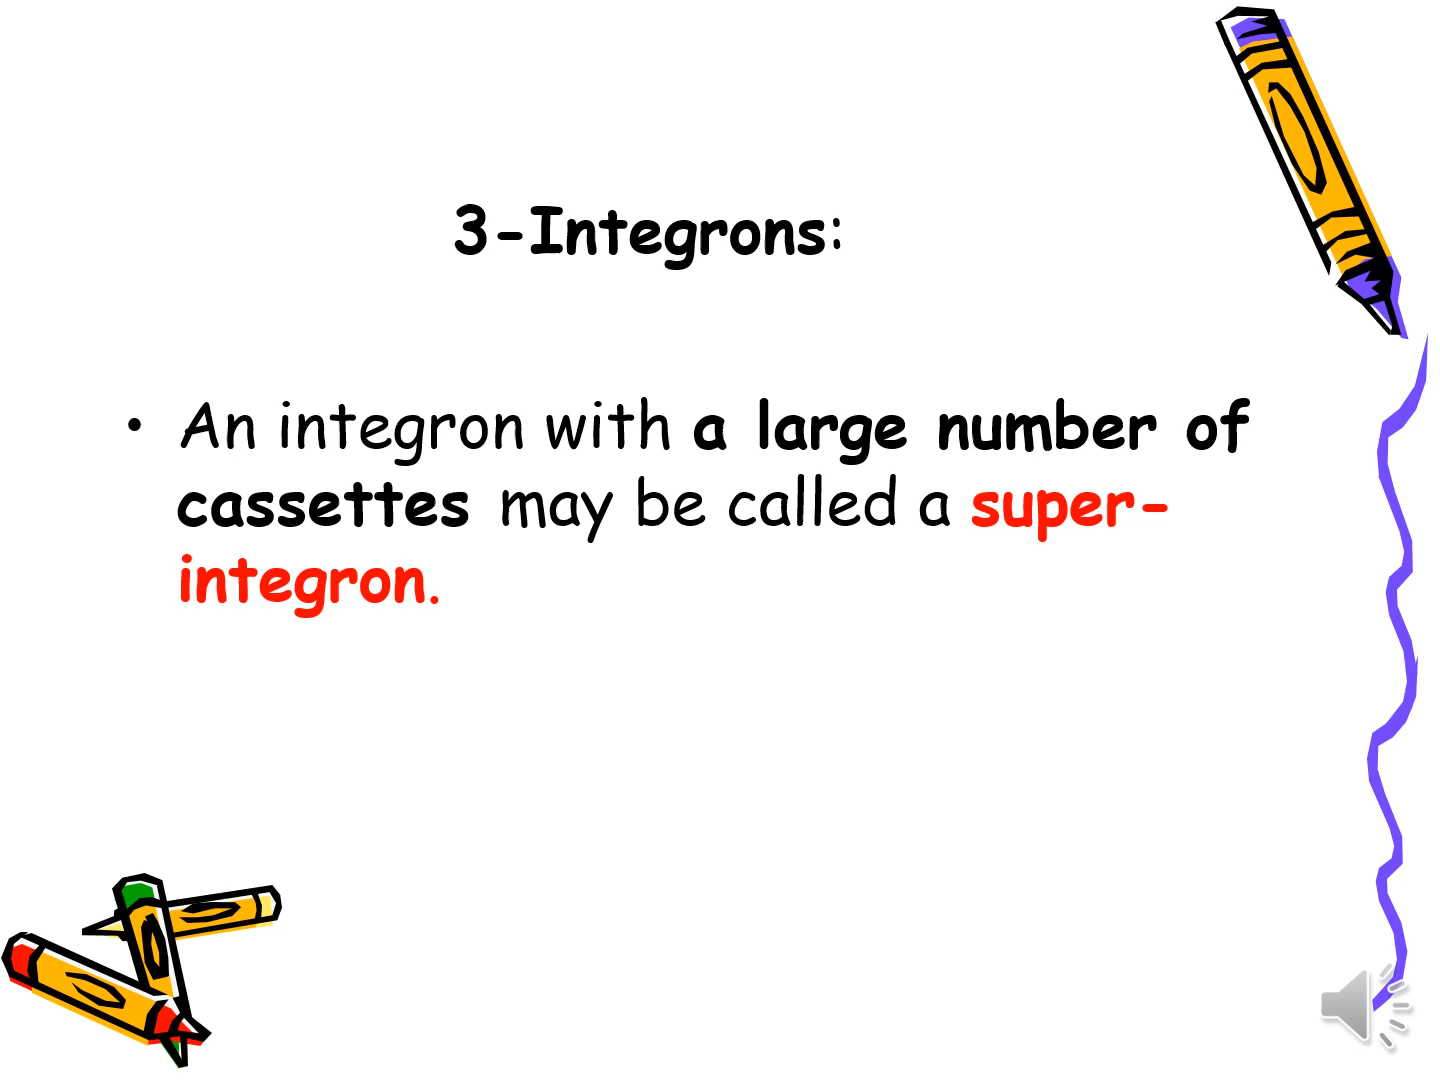 3-Integrons:
• An integron with a large number of
cassettes may be called a super-
integron.